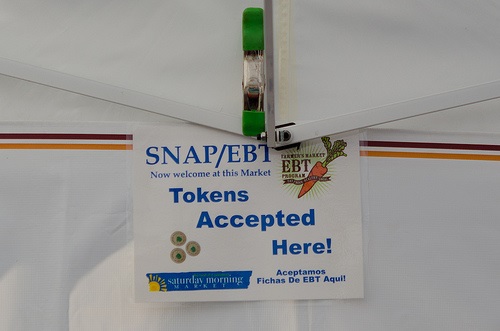 SNAP/EBT
Now welcome at this Market
FARMER'S MARKET
EBT
PROGRAM
Tokens
Accepted
Here!
saturday morning
MARKET
Aceptamos
Fichas De EBT Aqui!